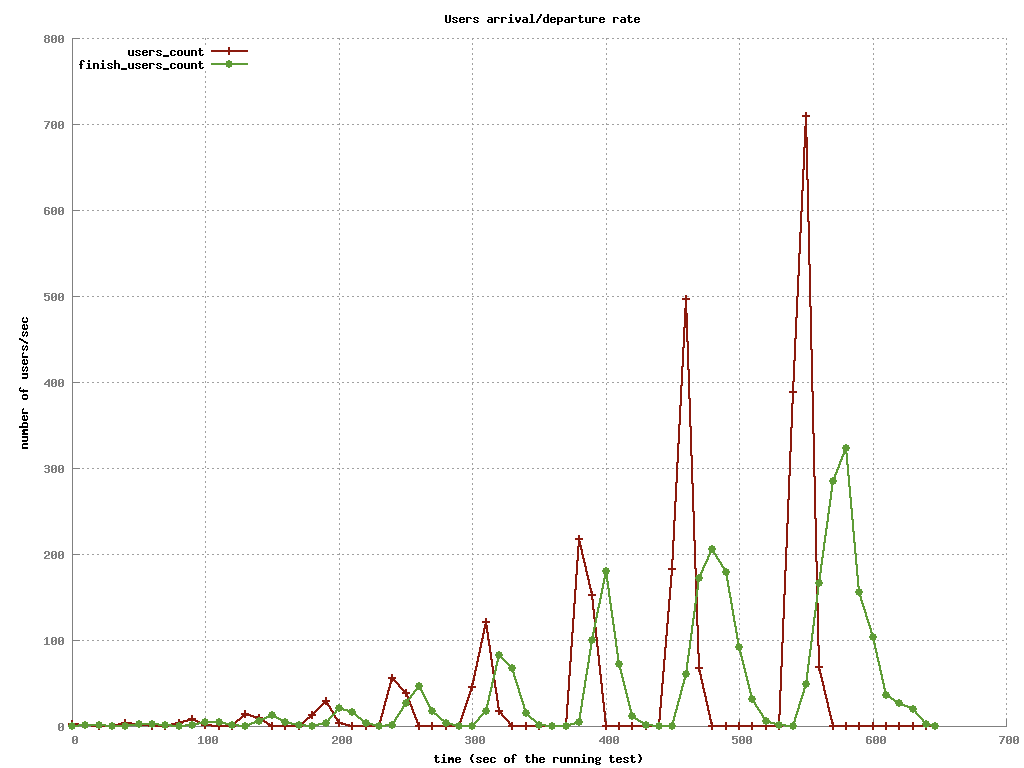 Users arrival/departure rate
800
users_count
finish_users_count
700
600
500
number of users/sec
400
300
200
100
0
0 100 200 300 400 500 600 700
time (sec of the running test)